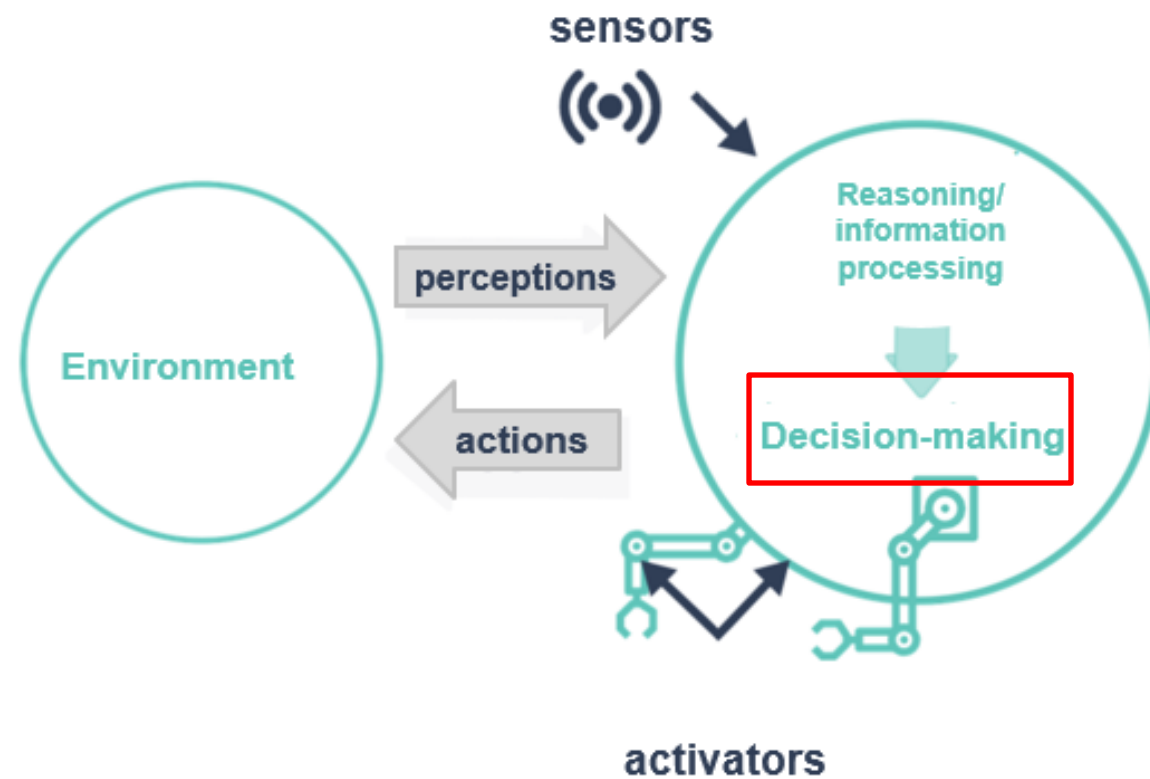 sensors
Reasoning/
information
processing
perceptions
Environment
actions
Decision-making
activators